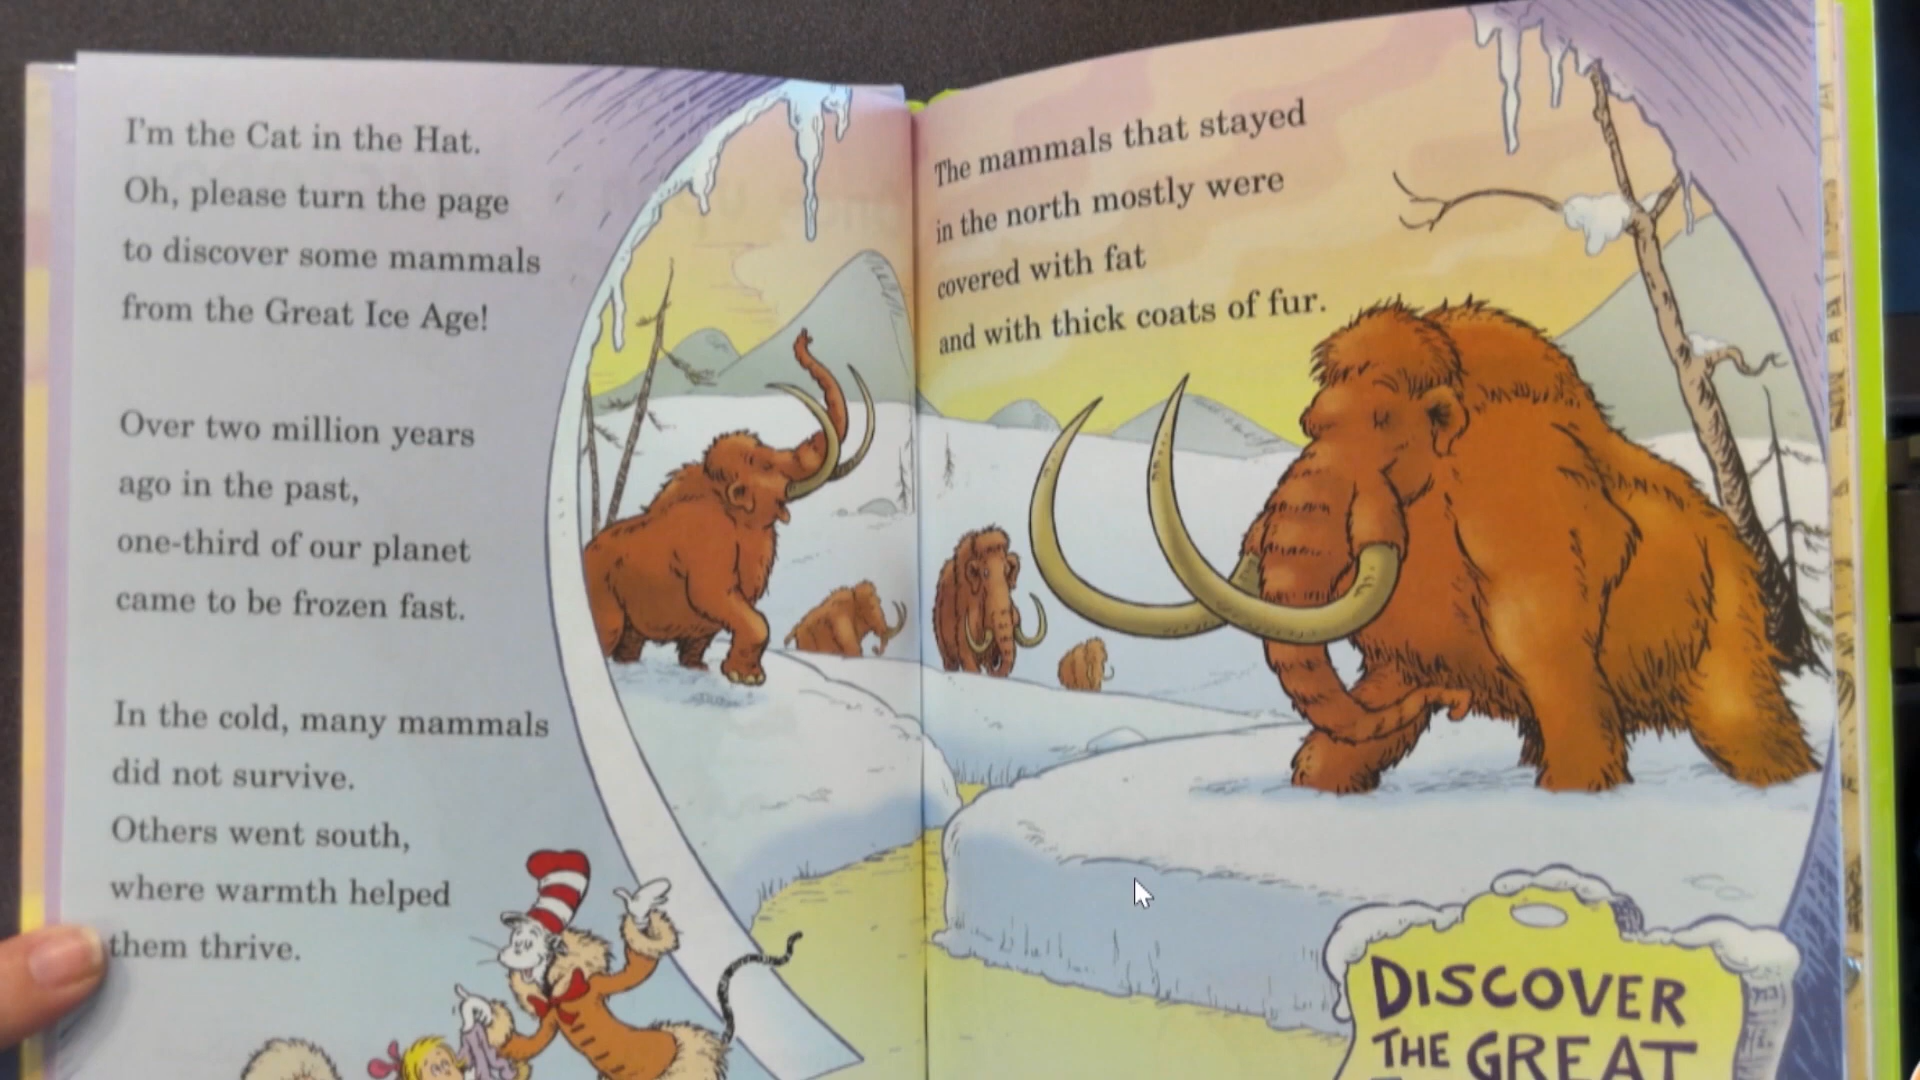 I'm the Cat in the Hat.
Oh, please turn the page
to discover some mammals
from the Great Ice Age!
Over two million years
ago in the past,
one-third of our planet
came to be frozen fast.
In the cold, many mammals
did not survive.
Others went south,
where warmth helped
them thrive.
The mammals that stayed
in the north mostly were
covered with fat
and with thick coats of fur.
DISCOVER
THE GREAT